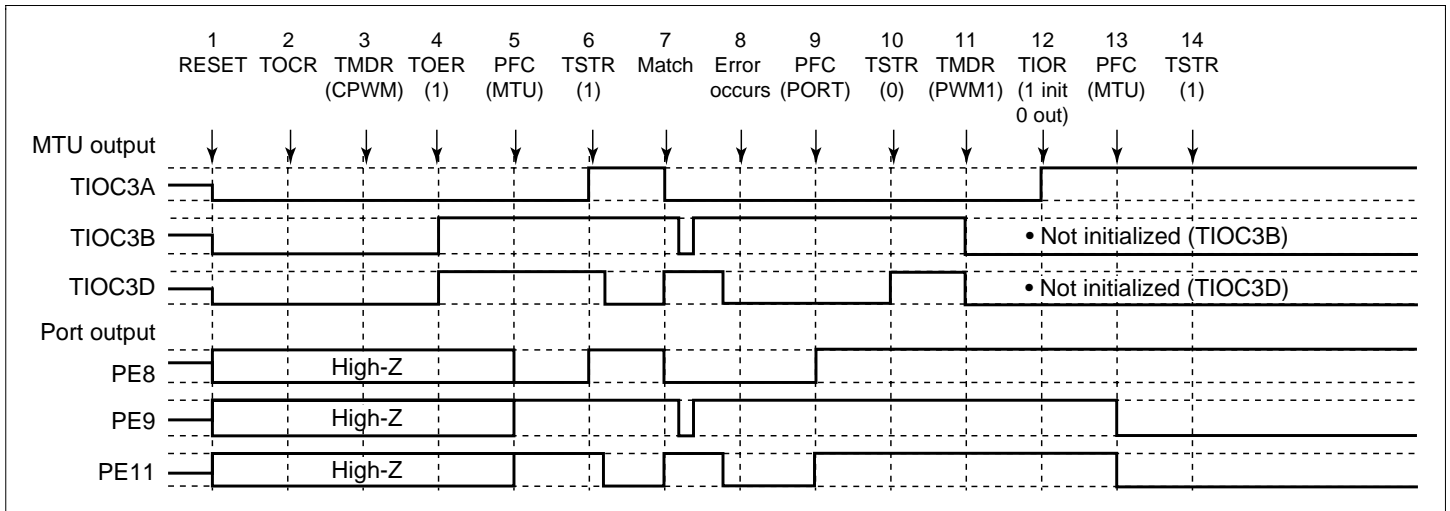 1 2 3 4 5 6 7 8 9 10 11 12 13 14
RESET TOCR TMDR TOER PFC TSTR Match Error PFC TSTR TMDR TIOR PFC TSTR
(CPWM) (1) (MTU) (1) occurs (PORT) (0) (PWM1) (1 init (MTU) (1)
0 out)
MTU output
TIOC3A
TIOC3B • Not initialized (TIOC3B)
TIOC3D • Not initialized (TIOC3D)
Port output
PE8 High-Z
PE9 High-Z
PE11 High-Z